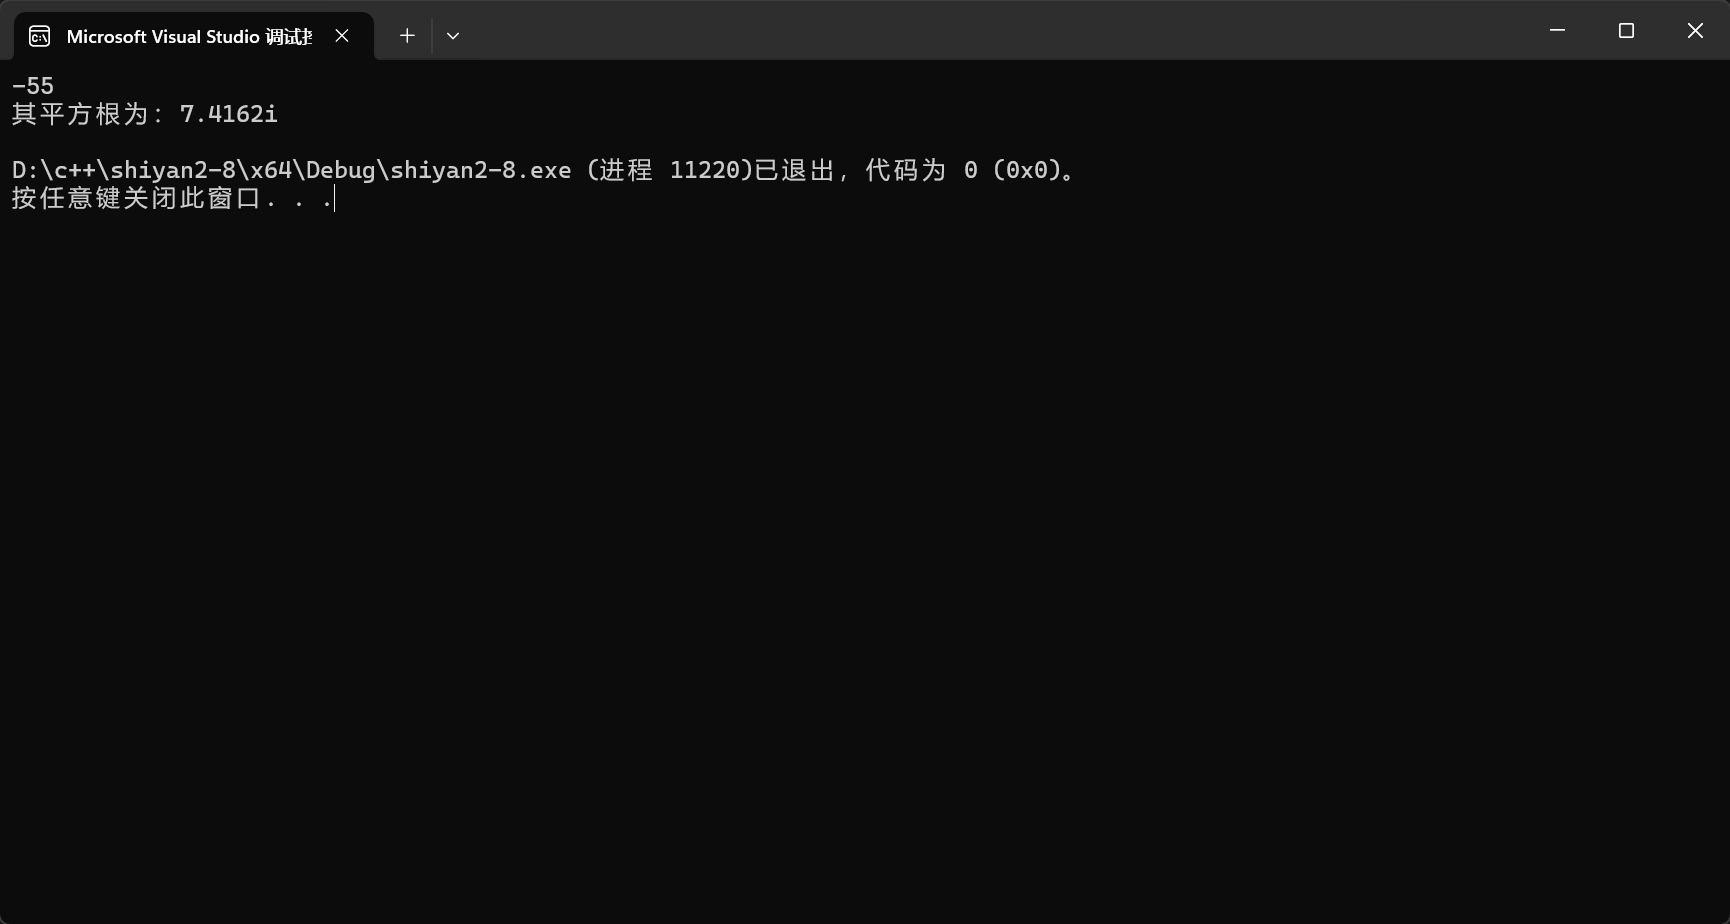 Microsoft Visual Studio 调试
-55
其平方根为: 7.4162i
D:\c++\shiyan2-8\x64\Debug\shiyan2-8.exe (进程 11220)已退出，代码为 0 (0x0)。
按任意键关闭此窗口. . .